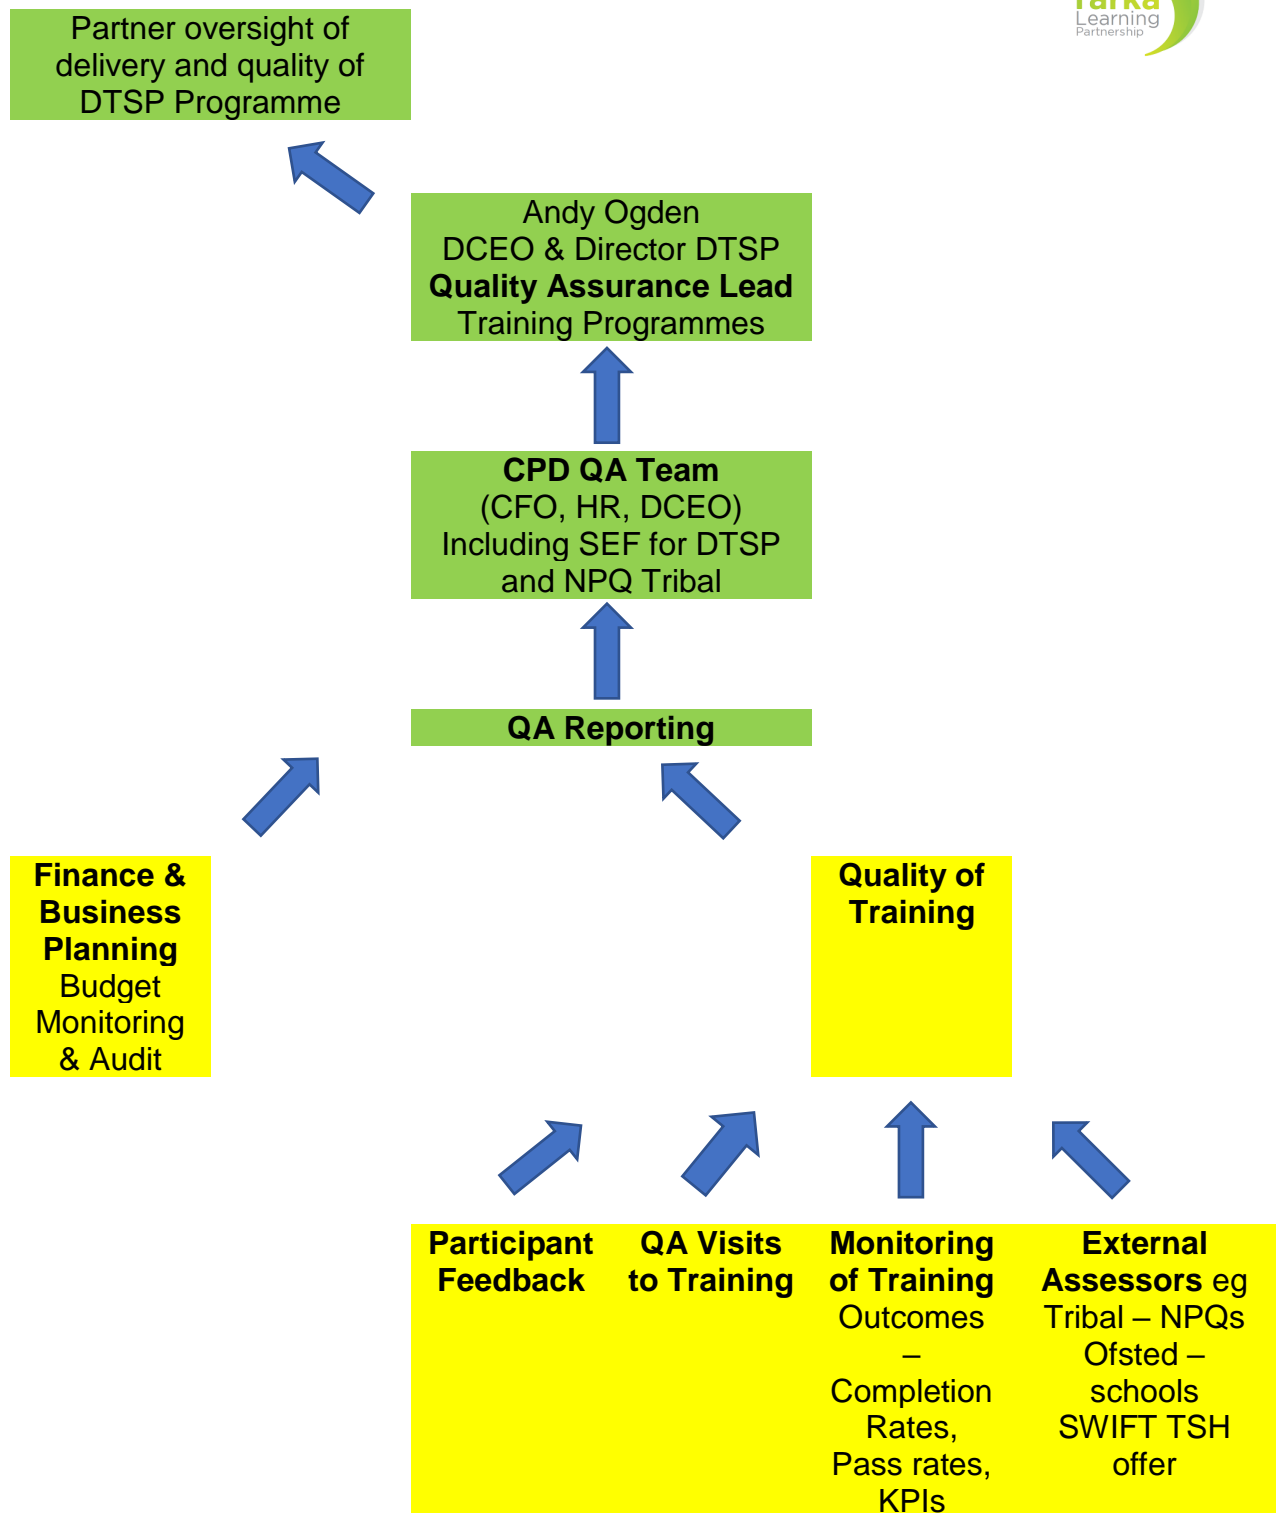 Learning
Partnership
Partner oversight of
delivery and quality of
DTSP Programme
Andy Ogden
DCEO & Director DTSP
Quality Assurance Lead
Training Programmes
CPD QA Team
(CFO, HR, DCEO)
Including SEF for DTSP
and NPQ Tribal
QA Reporting
Finance &
Business
Planning
Budget
Monitoring
& Audit
Quality of
Training
Participant
Feedback
QA Visits
to Training
Monitoring
of Training
Outcomes
–
Completion
Rates,
Pass rates,
KPIs
External
Assessors eg
Tribal – NPQs
Ofsted –
schools
SWIFT TSH
offer